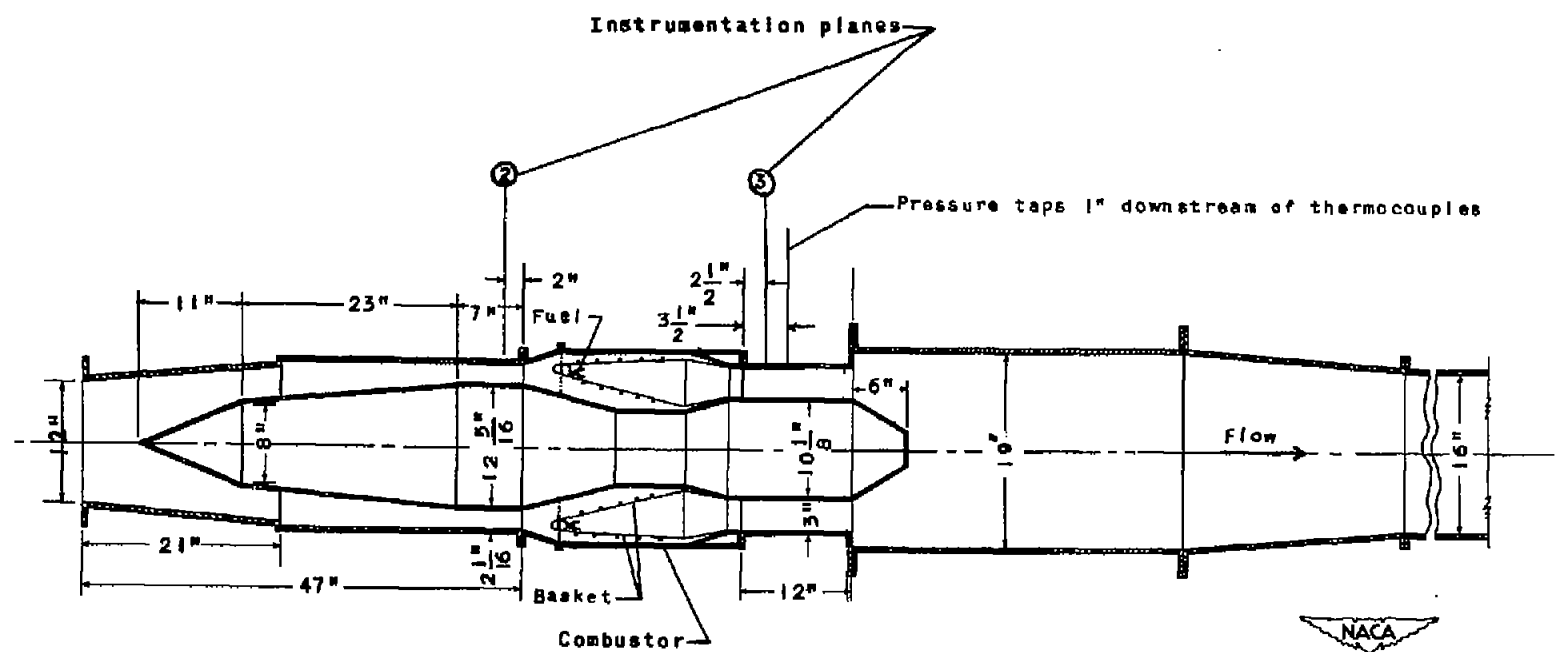 Instrumentation planes
2
3
Pressure taps 1" downstream of thermocouples
2"
2 1/2"
11"
23"
7"
Fuel
3 1/2"
6"
12"
8"
12 5/16"
10 1/8"
19"
Flow
16"
3"
21"
2 1/16"
47"
Basket
12"
Combustor
NACA